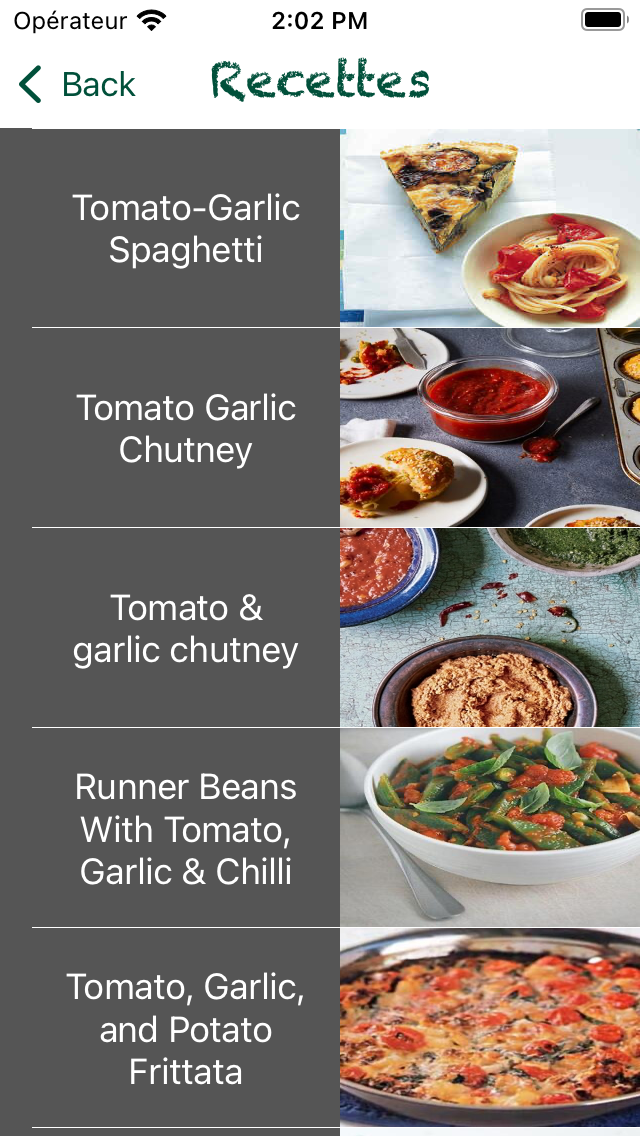 Opérateur 2:02 PM
Back Recettes
Tomato-Garlic
Spaghetti
Tomato Garlic
Chutney
Tomato &
garlic chutney
Runner Beans
With Tomato,
Garlic & Chilli
Tomato, Garlic,
and Potato
Frittata